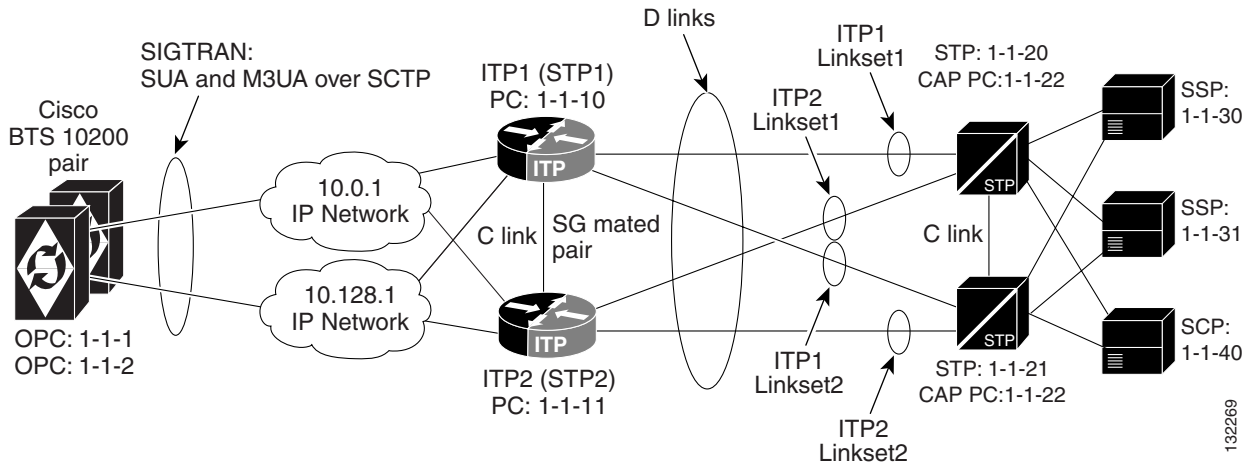 SIGTRAN:
SUA and M3UA over SCTP
Cisco
BTS 10200
pair
OPC: 1-1-1
OPC: 1-1-2
10.0.1
IP Network
10.128.1
IP Network
ITP1 (STP1)
PC: 1-1-10
ITP
C link
SG mated
pair
ITP
ITP2 (STP2)
PC: 1-1-11
D links
ITP2
Linkset1
ITP1
Linkset1
ITP1
Linkset2
ITP2
Linkset2
STP: 1-1-20
CAP PC:1-1-22
STP
C link
STP
STP: 1-1-21
CAP PC:1-1-22
SSP:
1-1-30
SSP:
1-1-31
SCP:
1-1-40
132269